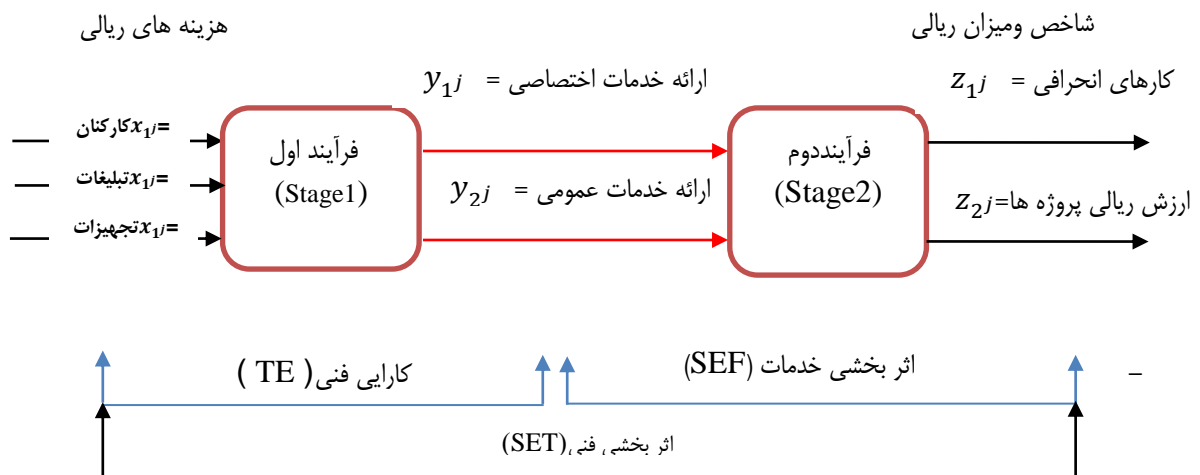 هزینه های ریالی
شاخص ومیزان ریالی
y₁ʲ = ارائه خدمات اختصاصی
z₁ʲ = کارهای انحرافی
x₁ʲ=کارکنان
x₁ʲ=تبلیغات
x₁ʲ=تجهیزات
فرآیند اول
(Stage1)
y₂ʲ = ارائه خدمات عمومی
فرآینددوم
(Stage2)
z₂ʲ=ارزش ریالی پروژه ها
کارایی فنی( TE )
اثر بخشی خدمات (SEF)
–
اثر بخشی فنی(SET)